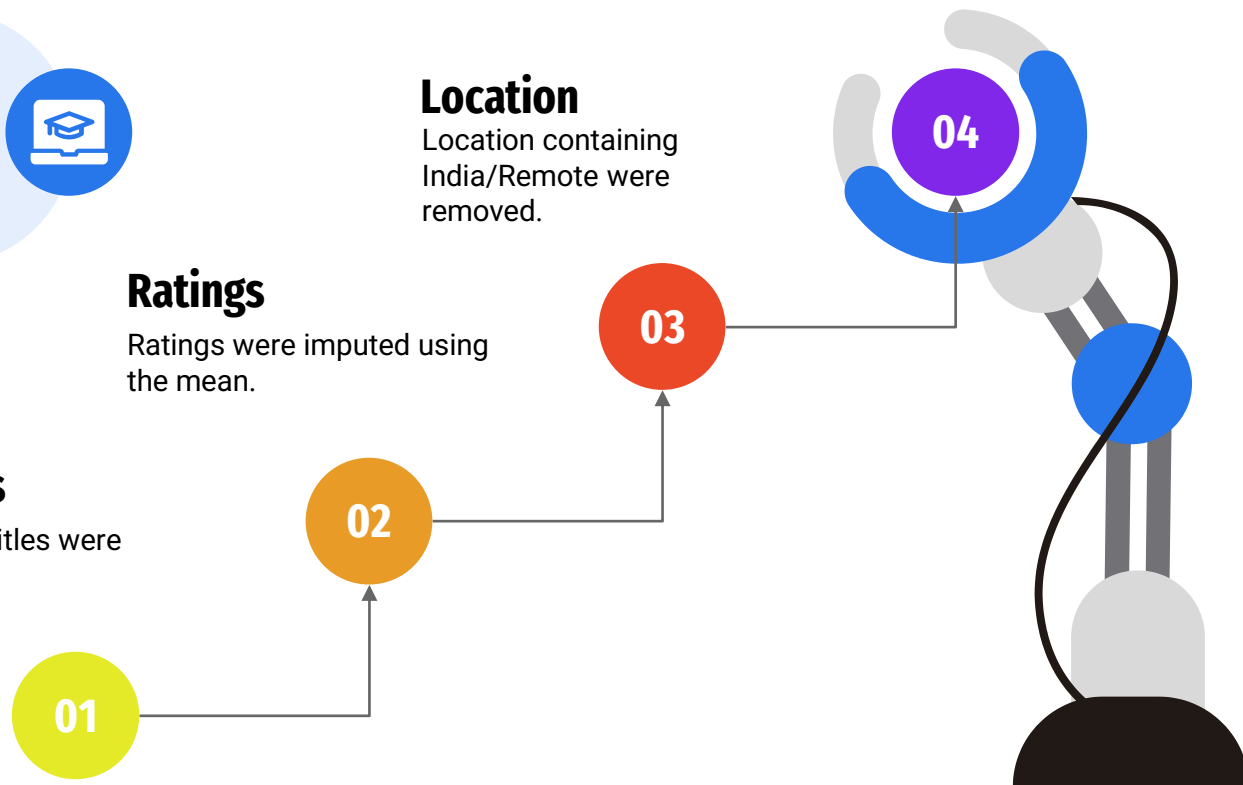 Location
Location containing
India/Remote were
removed.
04
Ratings
Ratings were imputed using
the mean.
03
s
itles were
02
01